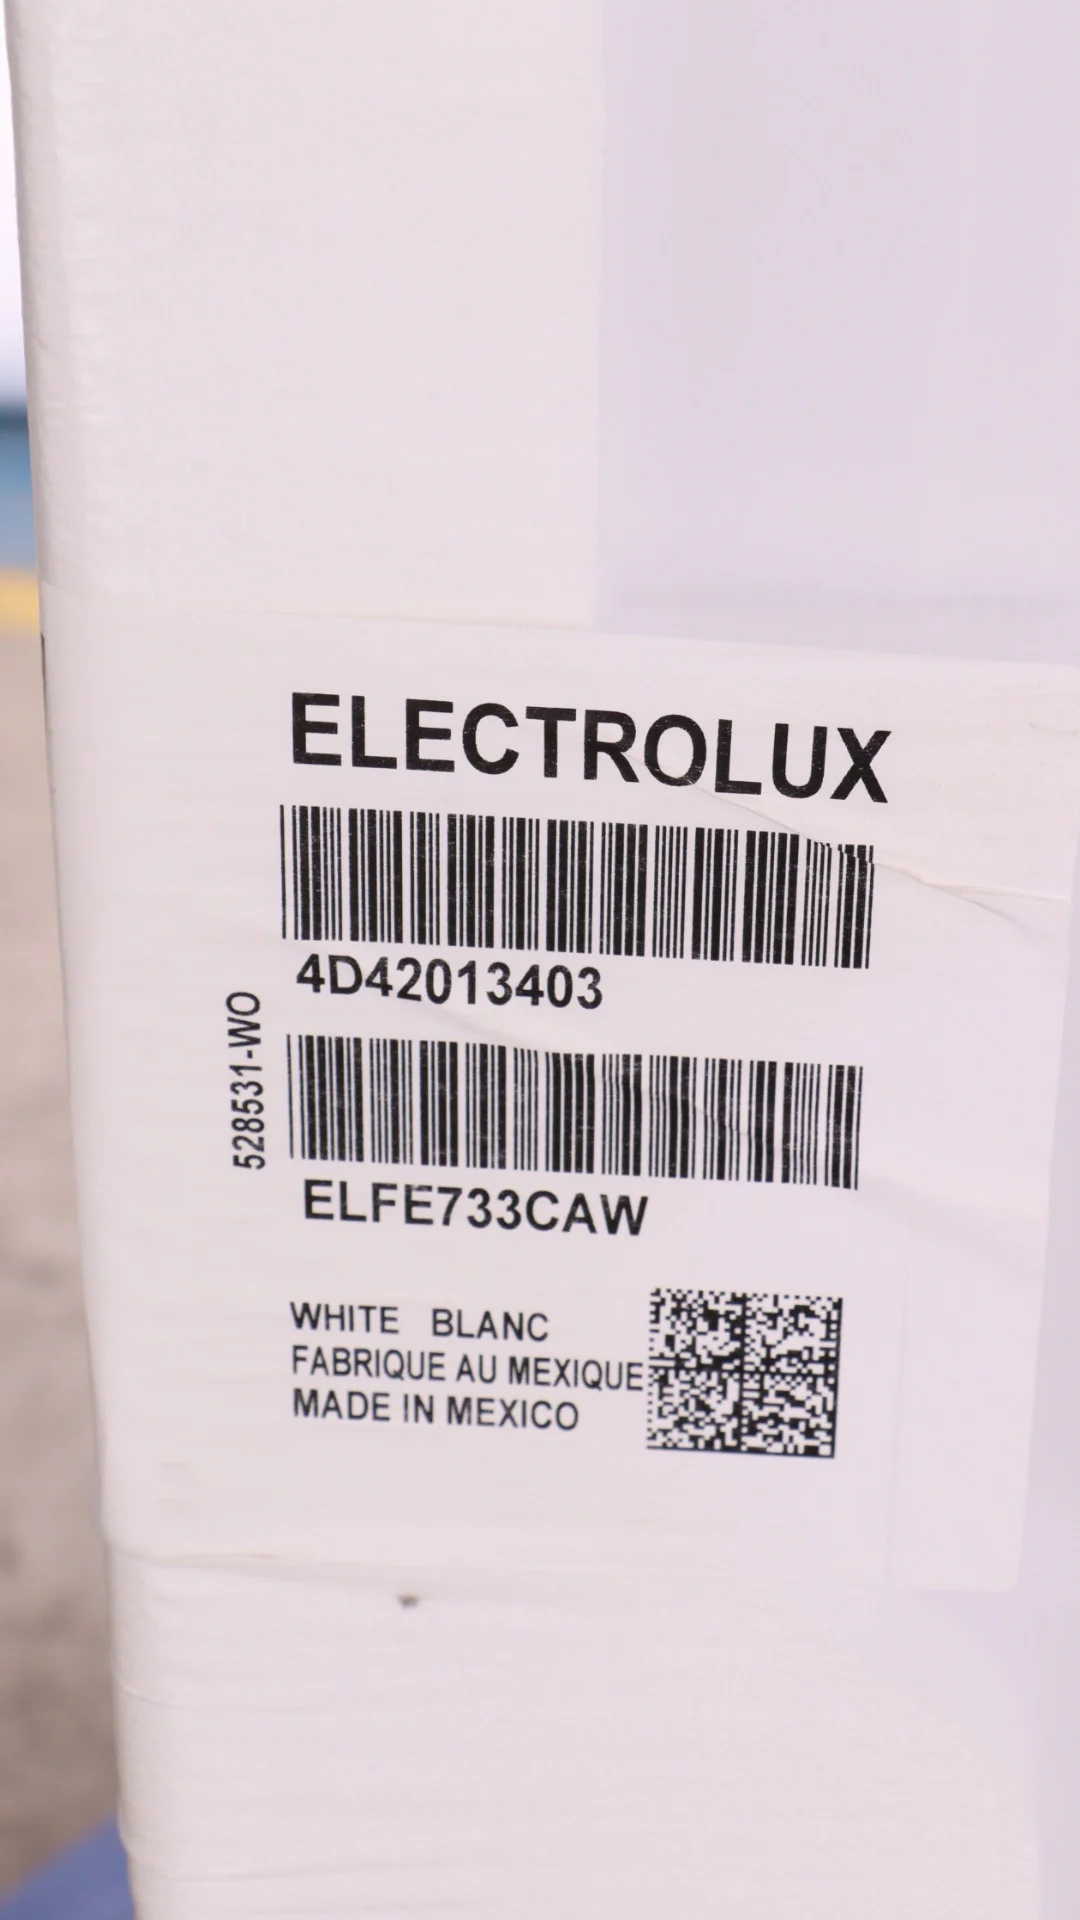 ELECTROLUX
4D42013403
528531-WO
ELFE733CAW
WHITE BLANC
FABRIQUE AU MEXIQUE
MADE IN MEXICO